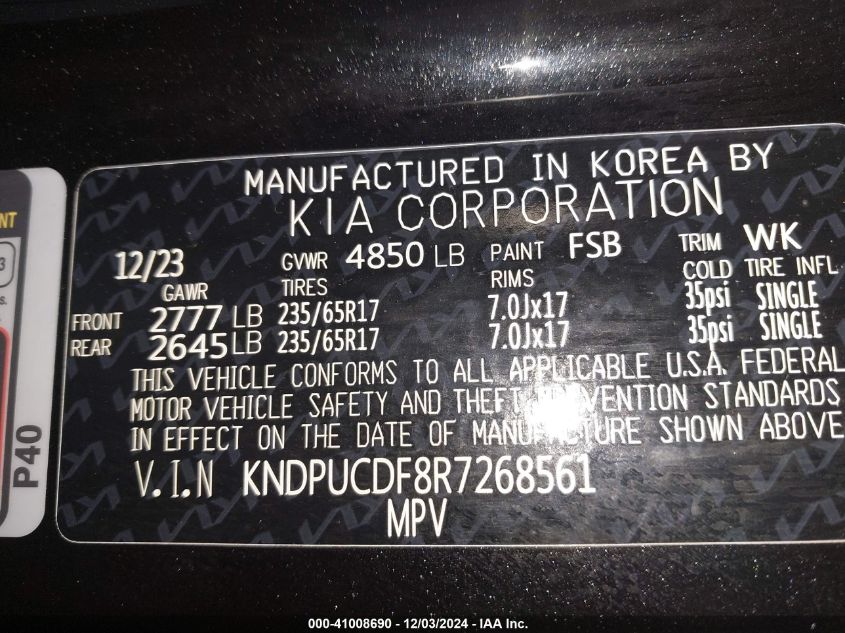 MANUFACTURED IN KOREA BY
KIA CORPORATION
12/23 GVWR 4850 LB PAINT FSB TRIM WK
GAWR TIRES RIMS COLD TIRE INFL
FRONT 2777 LB 235/65R17 7.0Jx17 35psi SINGLE
REAR 2645 LB 235/65R17 7.0Jx17 35psi SINGLE
THIS VEHICLE CONFORMS TO ALL APPLICABLE U.S.A. FEDERAL
MOTOR VEHICLE SAFETY AND THEFT PREVENTION STANDARDS
IN EFFECT ON THE DATE OF MANUFACTURE SHOWN ABOVE
V.I.N KNDPUCDF8R7268561
MPV
P40
000-41008690 - 12/03/2024 - IAA Inc.